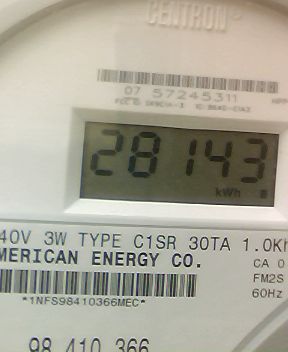 CENTRON
07 57245311
28143
kWh B
40V 3W TYPE C1SR 30TA 1.0Kh
MERICAN ENERGY CO.
CA 0
FM2S
*1NFS98410366MEC*
60Hz
98 410 366